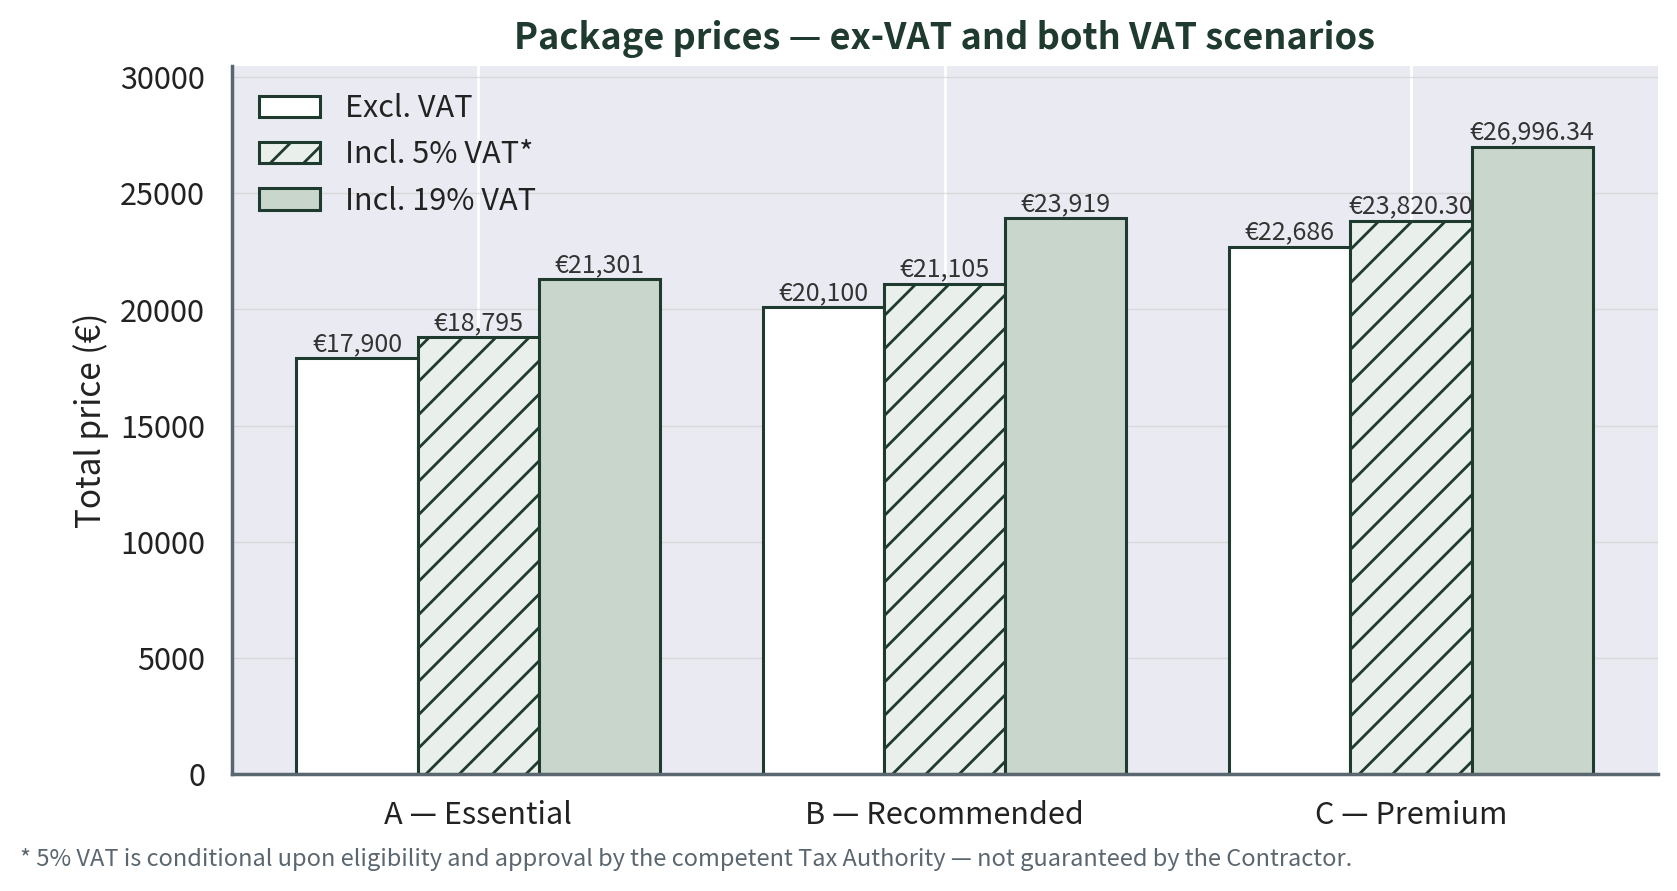 Package prices — ex-VAT and both VAT scenarios
Excl. VAT
Incl. 5% VAT*
Incl. 19% VAT
Total price (€)
30000
25000
20000
15000
10000
5000
0
€17,900
€18,795
€21,301
€20,100
€21,105
€23,919
€22,686
€23,820.30
€26,996.34
A — Essential
B — Recommended
C — Premium
* 5% VAT is conditional upon eligibility and approval by the competent Tax Authority — not guaranteed by the Contractor.